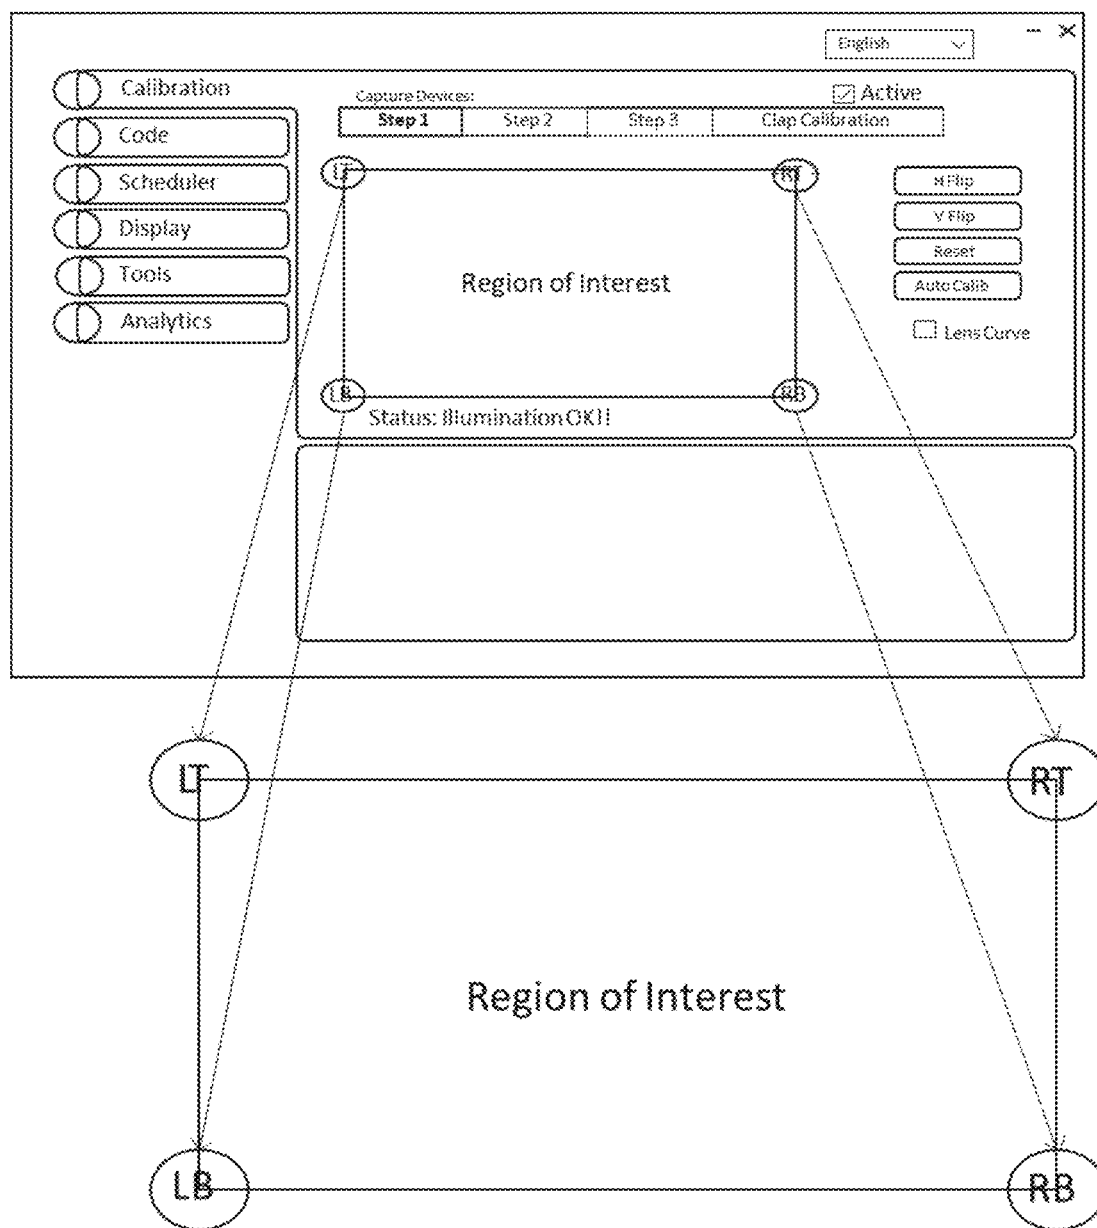 English
Calibration
Code
Scheduler
Display
Tools
Analytics
Capture Devices:
Active
Step 1 Step 2 Step 3 Clap Calibration
LT RT
Region of Interest
LB RB
Status: Illumination OK!!
H Flip
V Flip
Reset
Auto Calib
Lens Curve
LT RT
Region of Interest
LB RB